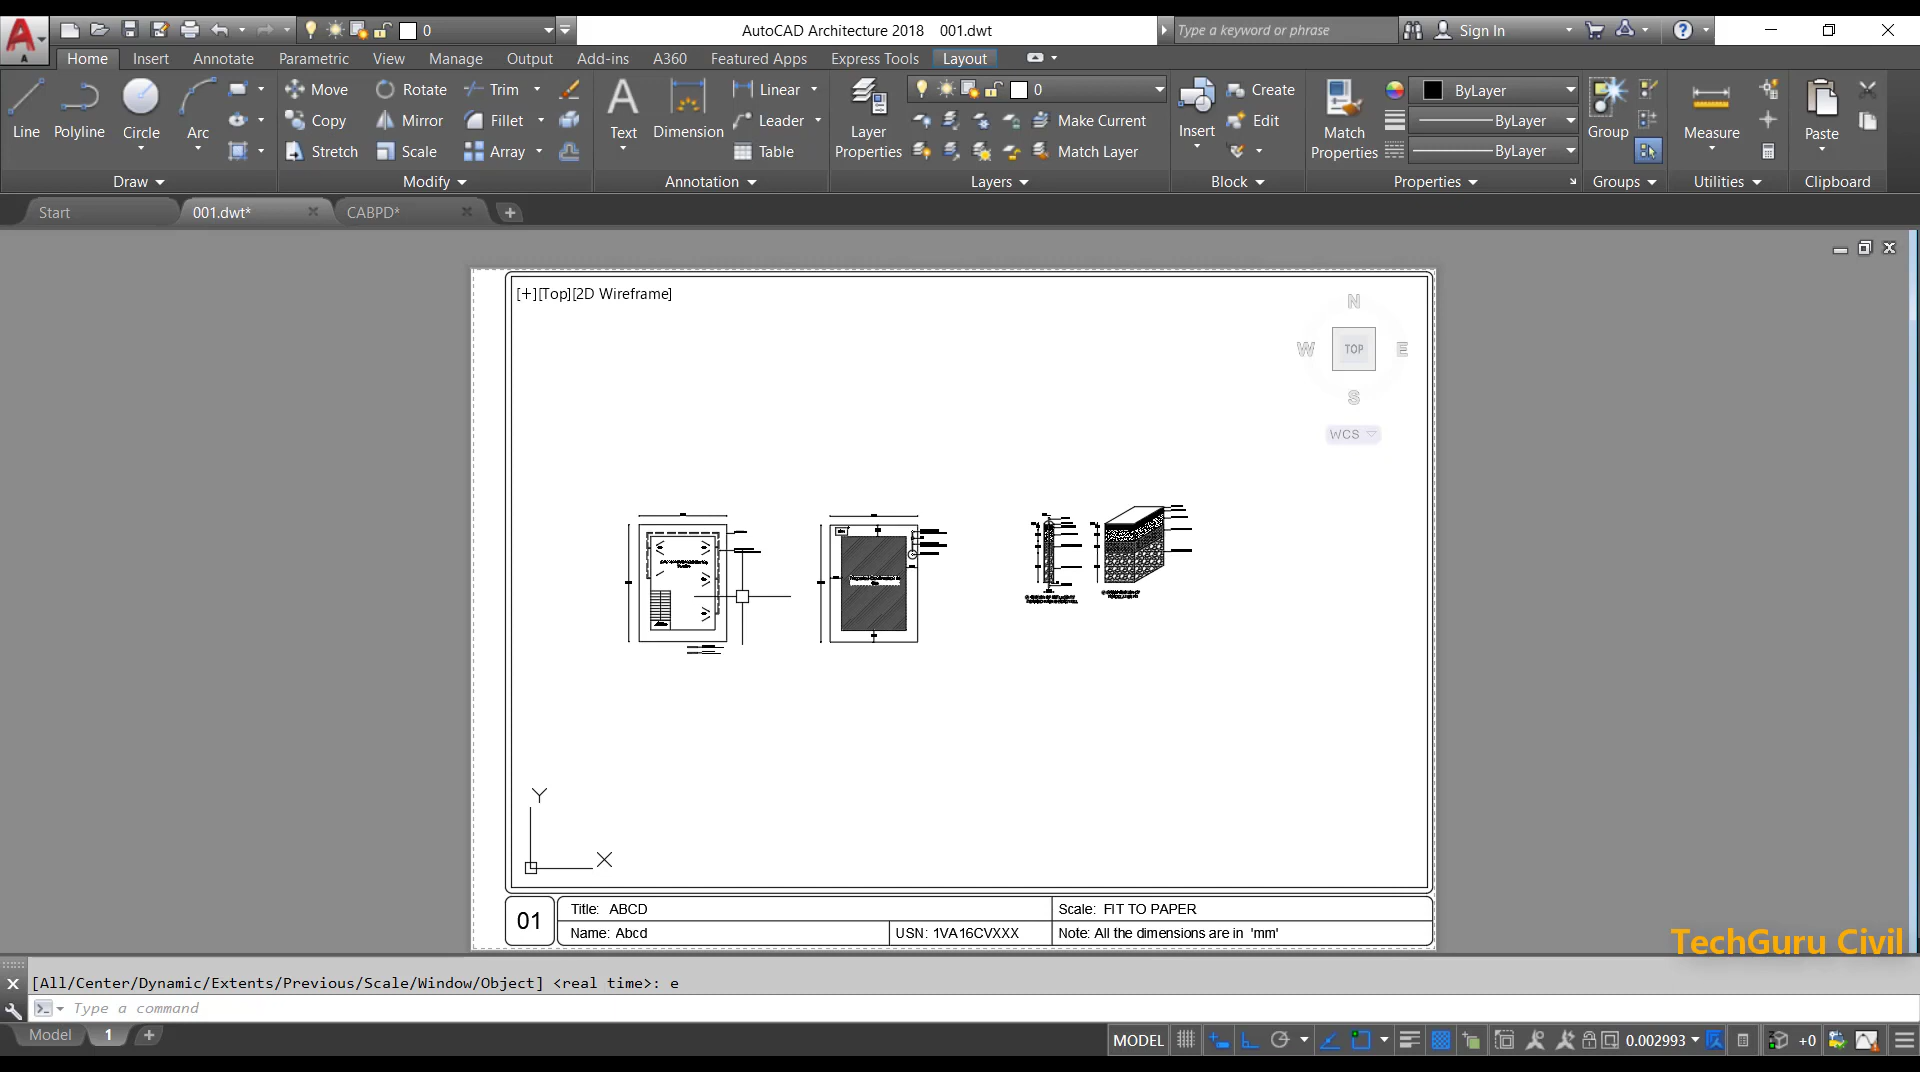 0
AutoCAD Architecture 2018 001.dwt
Type a keyword or phrase
Sign In
A
Home Insert Annotate Parametric View Manage Output Add-ins A360 Featured Apps Express Tools Layout
Line Polyline Circle Arc
Move Rotate Trim
Copy Mirror Fillet
Stretch Scale Array
Text Dimension
Linear
Leader
Table
Layer Properties
0
Make Current
Match Layer
Insert
Create
Edit
Match Properties
ByLayer
ByLayer
ByLayer
Group
Measure
Paste
Draw Modify Annotation Layers Block Properties Groups Utilities Clipboard
Start 001.dwt* CABPD*
[+][Top][2D Wireframe]
N
W TOP E
S
WCS
Y
X
01
Title: ABCD
Scale: FIT TO PAPER
Name: Abcd
USN: 1VA16CVXXX
Note: All the dimensions are in 'mm'
TechGuru Civil
[All/Center/Dynamic/Extents/Previous/Scale/Window/Object] <real time>: e
Type a command
Model 1
MODEL
0.002993
+0